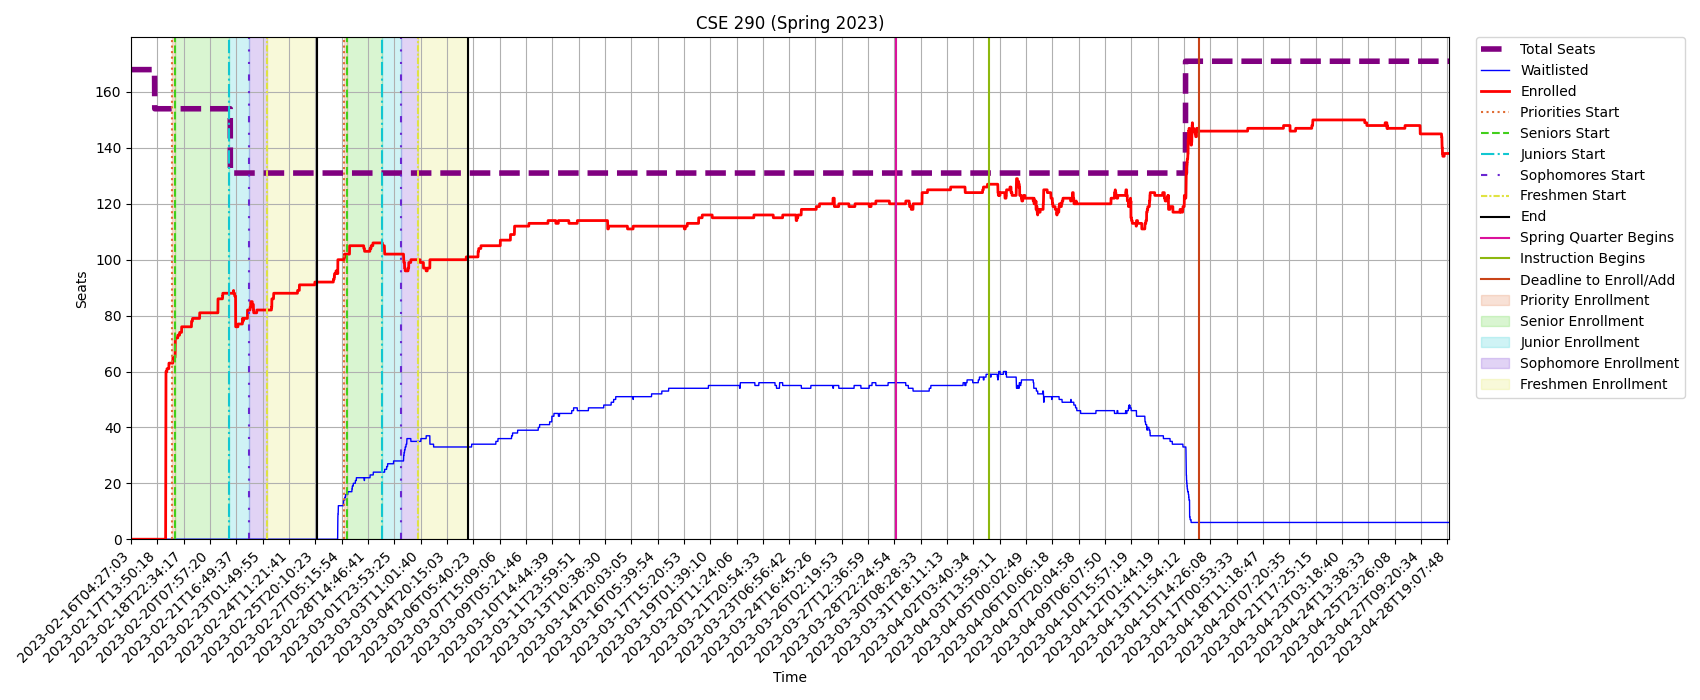 CSE 290 (Spring 2023)
Seats
160
140
120
100
80
60
40
20
0
2023-02-16T04:27:03
2023-02-17T13:50:18
2023-02-18T22:34:17
2023-02-20T07:57:20
2023-02-21T16:49:37
2023-02-23T01:49:55
2023-02-24T11:21:41
2023-02-25T20:10:23
2023-02-27T05:15:54
2023-02-28T14:46:41
2023-03-01T23:53:25
2023-03-03T11:01:40
2023-03-04T20:15:03
2023-03-06T05:40:23
2023-03-07T15:09:06
2023-03-09T05:21:46
2023-03-10T14:44:39
2023-03-11T23:59:51
2023-03-13T10:38:30
2023-03-14T20:03:05
2023-03-16T05:39:54
2023-03-17T15:20:53
2023-03-19T01:39:10
2023-03-20T11:24:06
2023-03-21T20:54:33
2023-03-23T06:56:42
2023-03-24T16:45:26
2023-03-26T02:19:53
2023-03-27T12:36:59
2023-03-28T22:24:54
2023-03-30T08:28:33
2023-03-31T18:11:13
2023-04-02T03:40:34
2023-04-03T13:59:11
2023-04-05T00:02:49
2023-04-06T10:06:18
2023-04-07T20:04:58
2023-04-09T06:07:50
2023-04-10T15:57:19
2023-04-12T01:44:19
2023-04-13T11:54:12
2023-04-15T14:26:08
2023-04-17T00:53:33
2023-04-18T11:18:47
2023-04-20T07:20:35
2023-04-21T17:25:15
2023-04-23T03:18:40
2023-04-24T13:38:33
2023-04-25T23:26:08
2023-04-27T09:20:34
2023-04-28T19:07:48
Time
Total Seats
Waitlisted
Enrolled
Priorities Start
Seniors Start
Juniors Start
Sophomores Start
Freshmen Start
End
Spring Quarter Begins
Instruction Begins
Deadline to Enroll/Add
Priority Enrollment
Senior Enrollment
Junior Enrollment
Sophomore Enrollment
Freshmen Enrollment